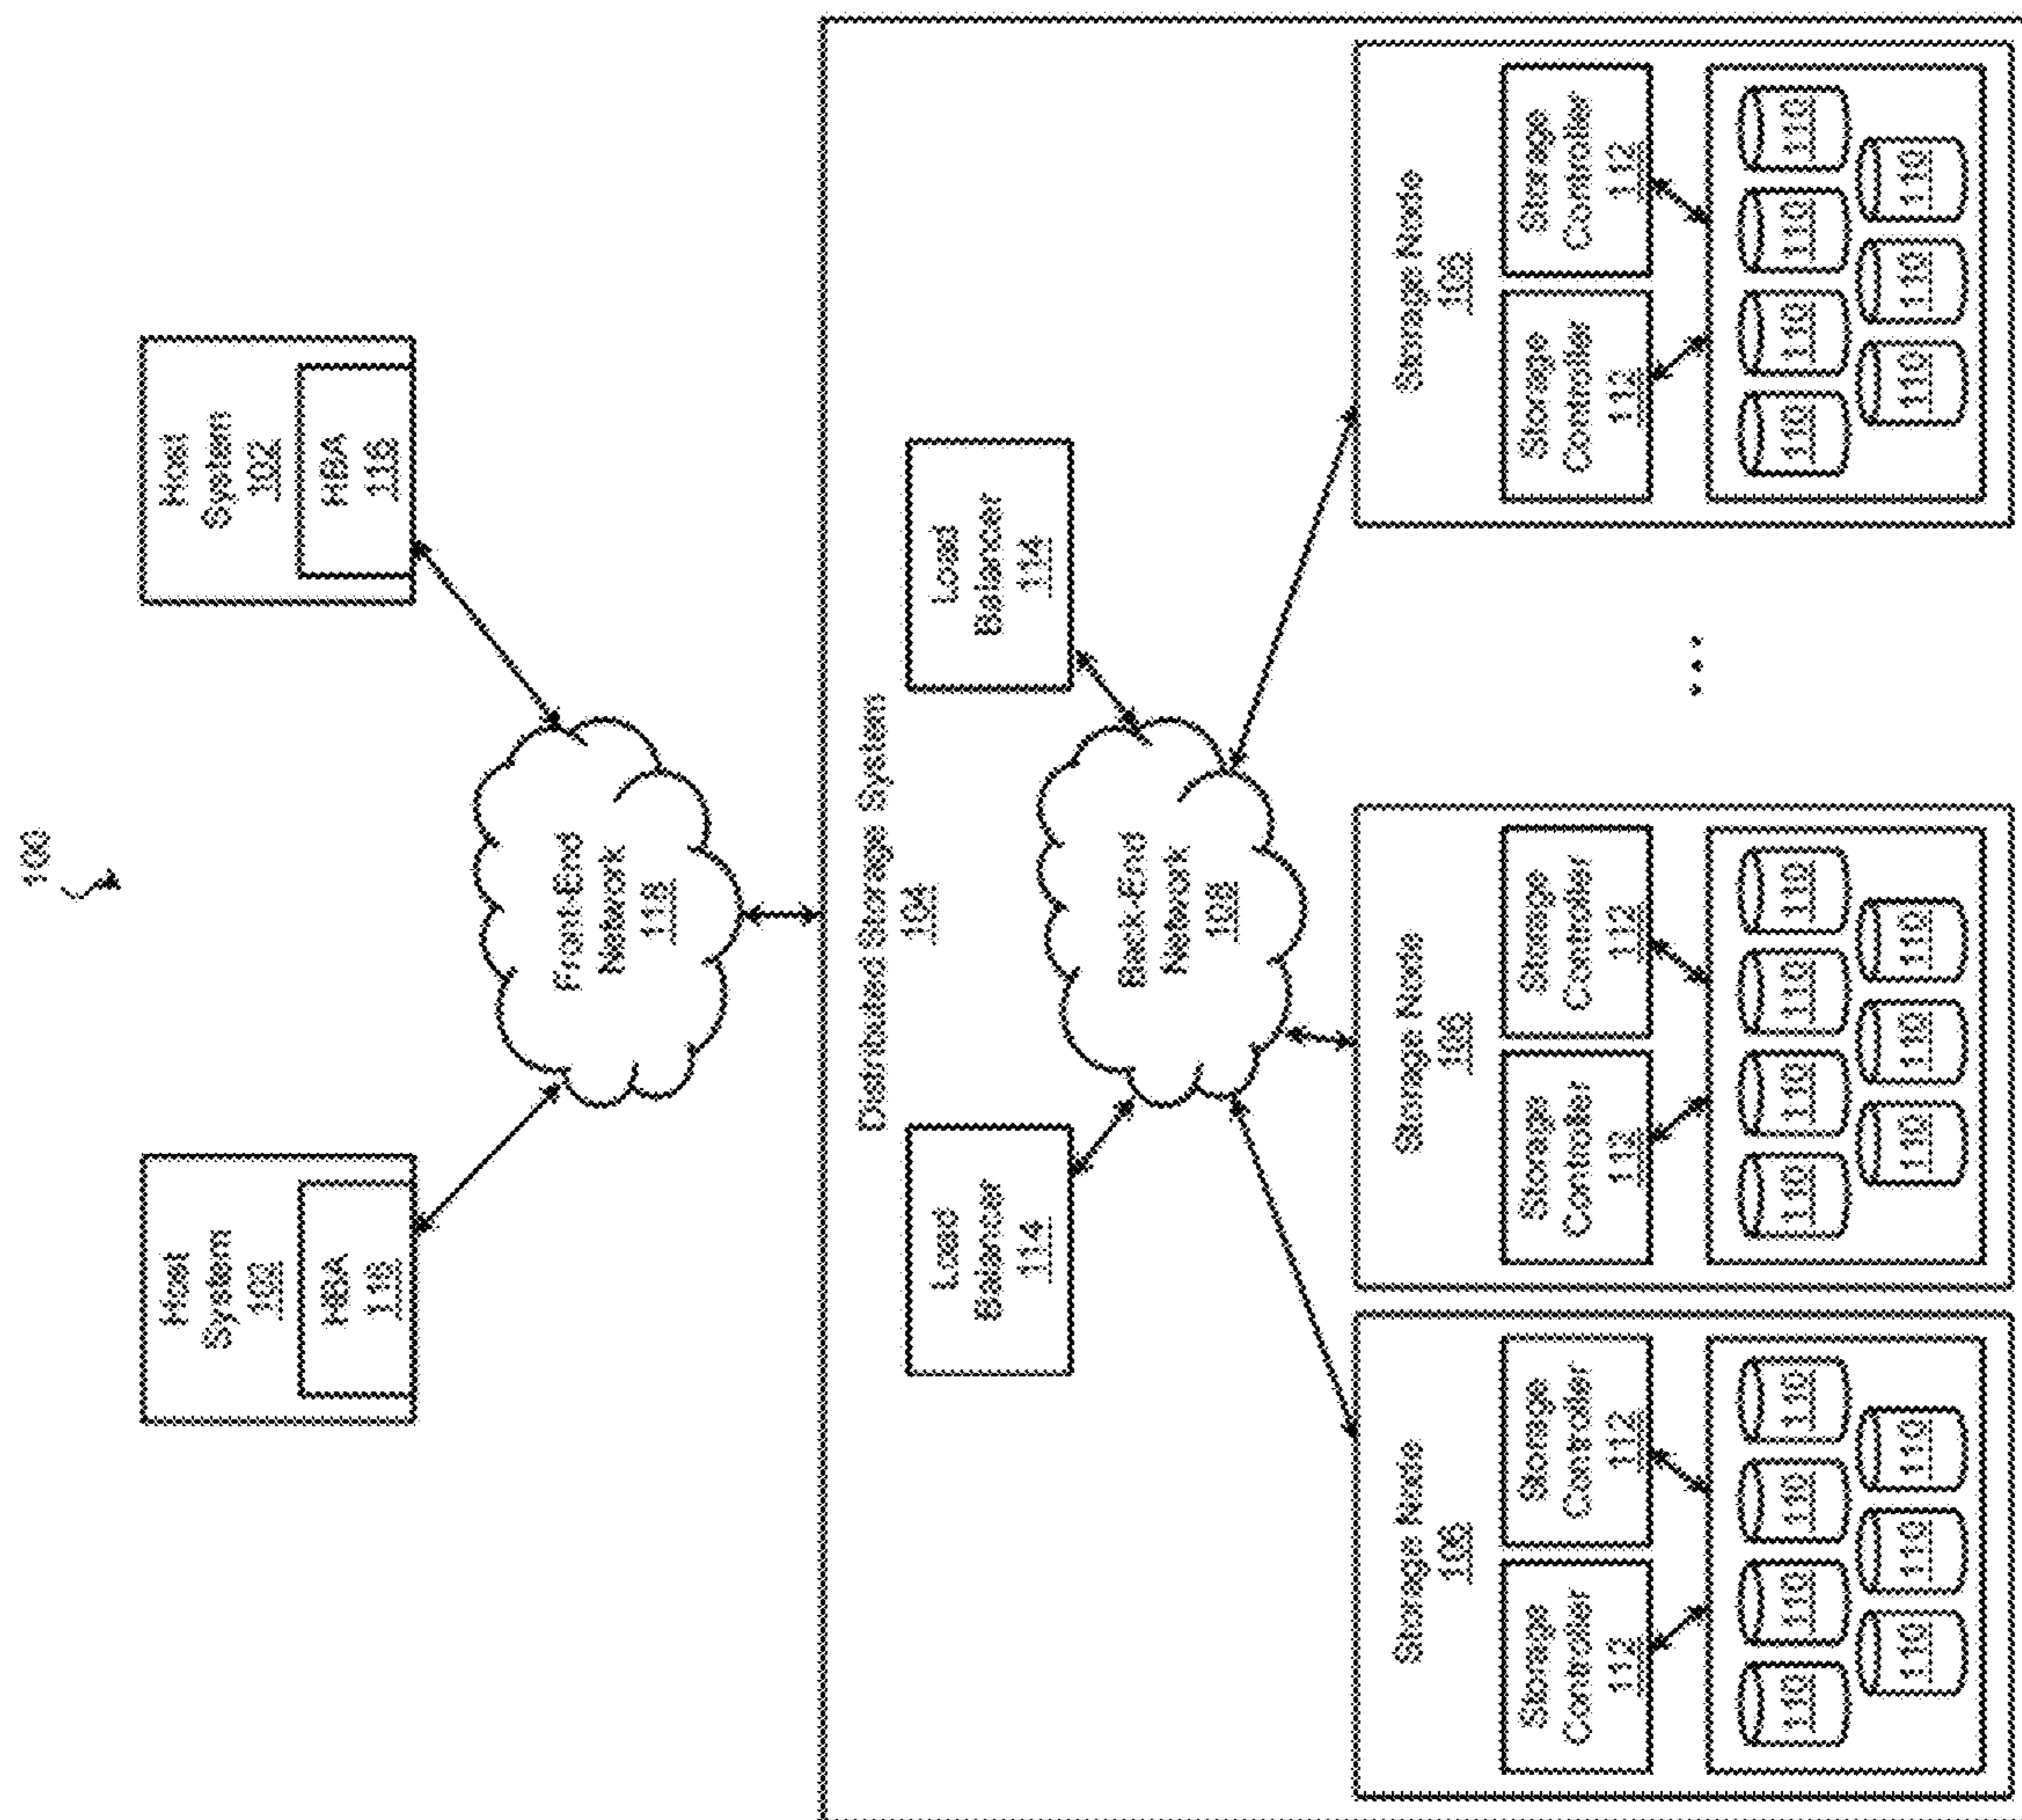 100
Host
System
102
HBA
116
Host
System
102
HBA
116
Front-End
Network
118
Distributed Storage System
104
Load
Balancer
114
Load
Balancer
114
Back-End
Network
108
Storage Node
106
Storage
Controller
112
Storage
Controller
112
110 110 110 110
110 110 110
Storage Node
106
Storage
Controller
112
Storage
Controller
112
110 110 110 110
110 110 110
...
Storage Node
106
Storage
Controller
112
Storage
Controller
112
110 110 110 110
110 110 110